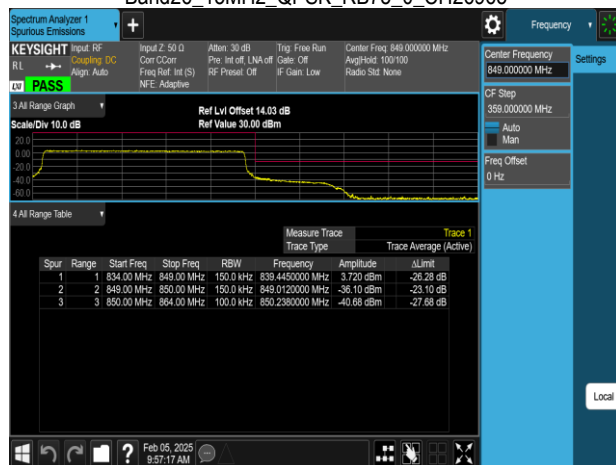 Spectrum Analyzer 1
Spurious Emissions
Frequency
KEYSIGHT
RL
Input: RF
Coupling: DC
Align: Auto
Input Z: 50 Ω
Corr CCorr
Freq Ref: Int (S)
NFE: Adaptive
Atten: 30 dB
Pre: Int off, LNA off
RF Preset: Off
Trig: Free Run
Gate: Off
IF Gain: Low
Center Freq: 849.000000 MHz
Avg|Hold: 100/100
Radio Std: None
LXI PASS
Center Frequency
849.000000 MHz
Settings
CF Step
359.000000 MHz
Auto
Man
Freq Offset
0 Hz
3 All Range Graph
Scale/Div 10.0 dB
Ref Lvl Offset 14.03 dB
Ref Value 30.00 dBm
20.0
0.00
-20.0
-40.0
-60.0
4 All Range Table
Measure Trace Trace 1
Trace Type Trace Average (Active)
Spur Range Start Freq Stop Freq RBW Frequency Amplitude ΔLimit
1 1 834.00 MHz 849.00 MHz 150.0 kHz 839.4450000 MHz 3.720 dBm -26.28 dB
2 2 849.00 MHz 850.00 MHz 150.0 kHz 849.0120000 MHz -36.10 dBm -23.10 dB
3 3 850.00 MHz 864.00 MHz 100.0 kHz 850.2380000 MHz -40.68 dBm -27.68 dB
Local
Feb 05, 2025
9:57:17 AM